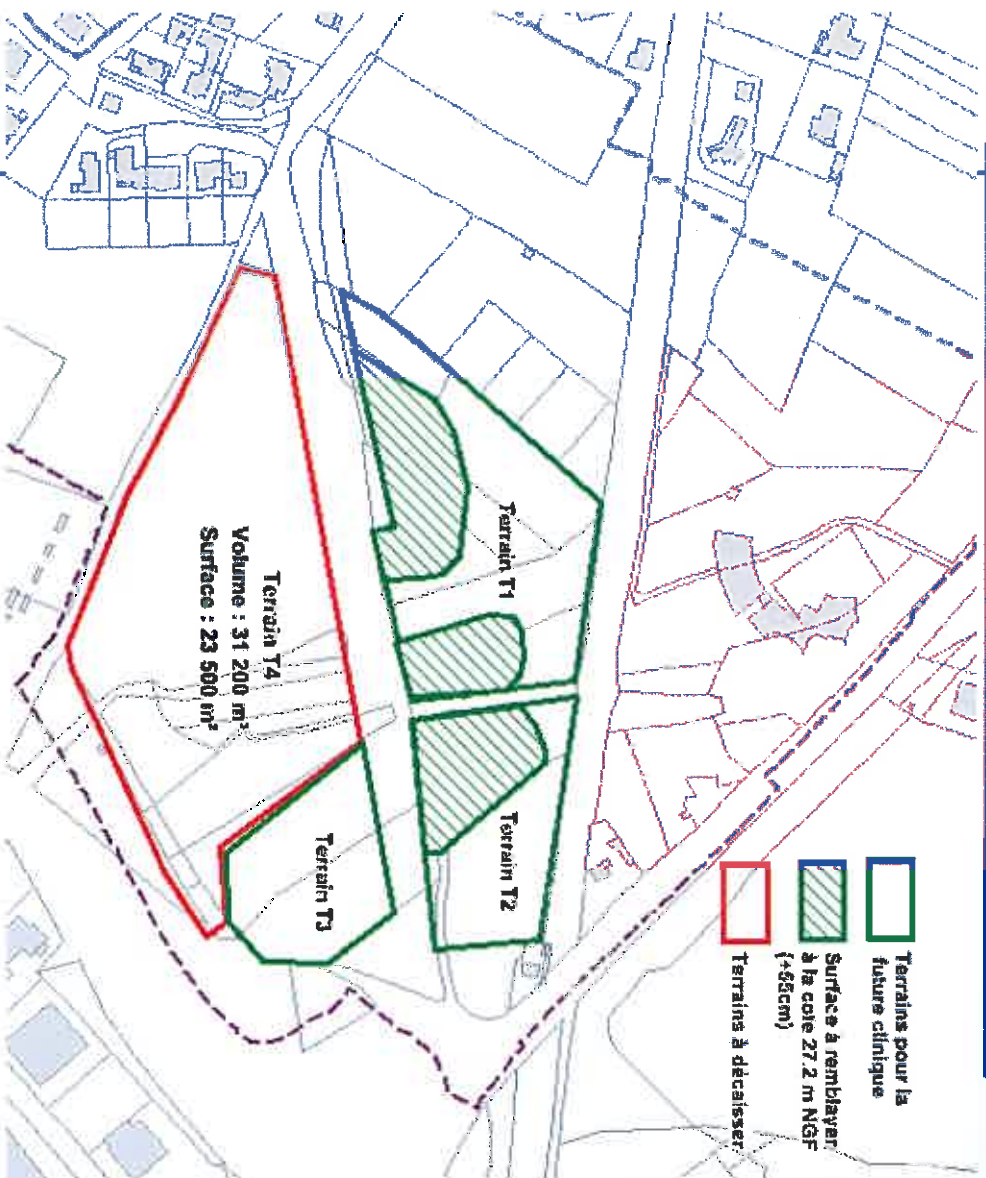 Terrains pour la
future clinique
Surface à remblayer
à la cote 27.2 m NGF
(+55cm)
Terrains à décaisser
Terrain T1
Terrain T2
Terrain T3
Terrain T4
Volume : 31 200 m³
Surface : 23 500 m²